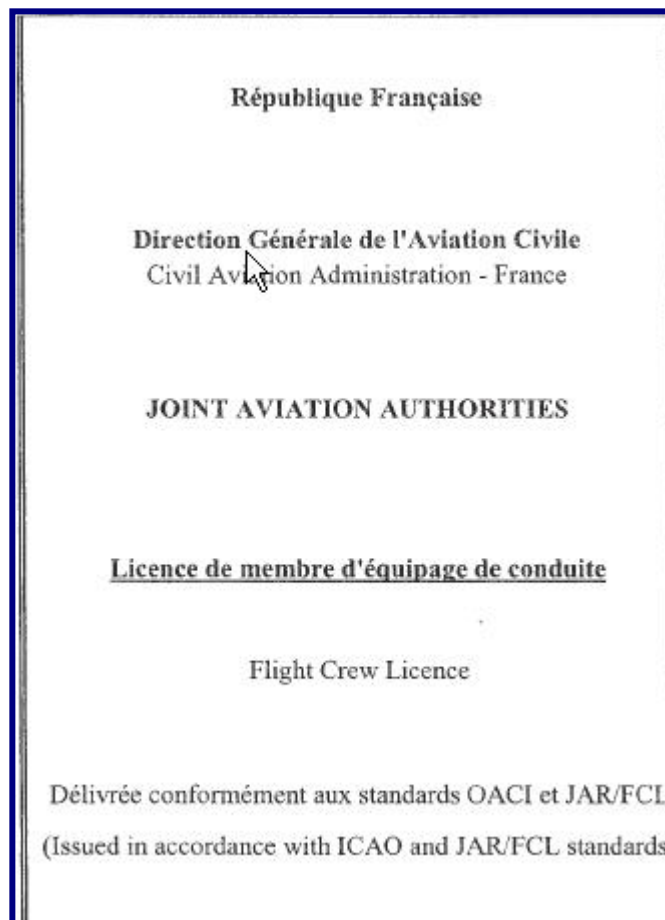 République Française
Direction Générale de l'Aviation Civile
Civil Aviation Administration - France
JOINT AVIATION AUTHORITIES
Licence de membre d'équipage de conduite
Flight Crew Licence
Délivrée conformément aux standards OACI et JAR/FCL
(Issued in accordance with ICAO and JAR/FCL standards